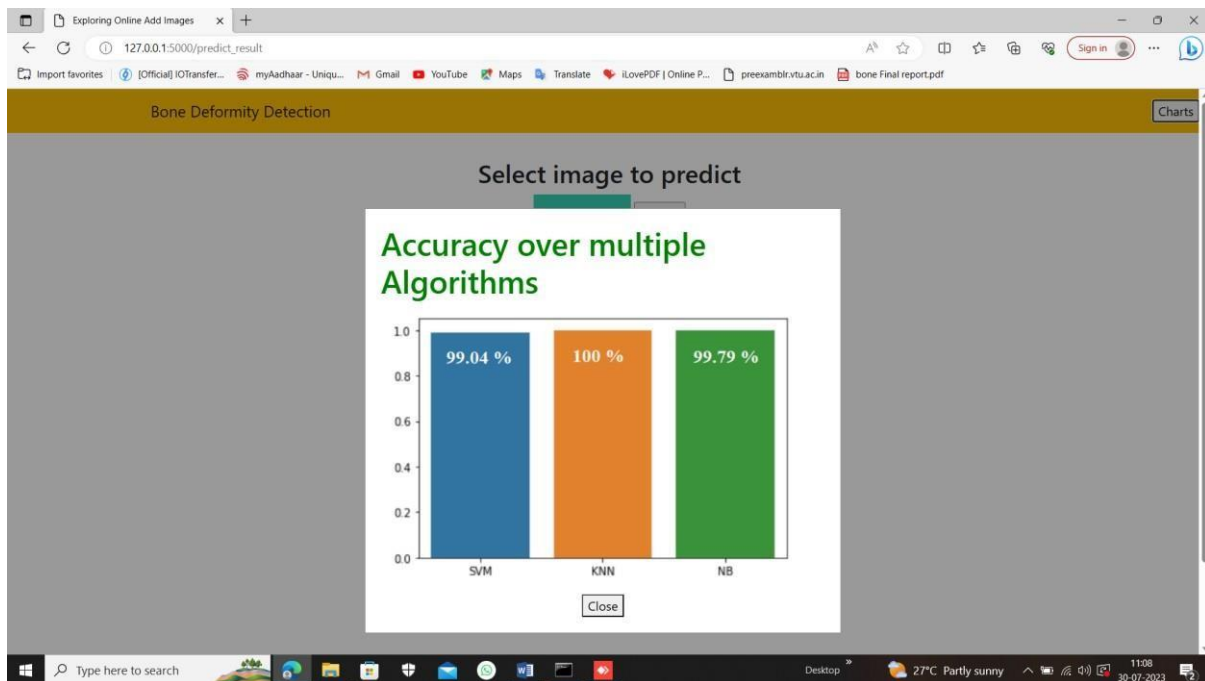 Exploring Online Add Images
127.0.0.1:5000/predict_result
Sign in
Import favorites
[Official] IOTransfer...
myAadhaar - Uniqu...
Gmail
YouTube
Maps
Translate
iLovePDF | Online P...
preexamblr.vtu.ac.in
bone Final report.pdf
Bone Deformity Detection
Charts
Select image to predict
Accuracy over multiple
Algorithms
1.0
0.8
0.6
0.4
0.2
0.0
99.04 %
100 %
99.79 %
SVM
KNN
NB
Close
Type here to search
Desktop
27°C Partly sunny
11:08
30-07-2023